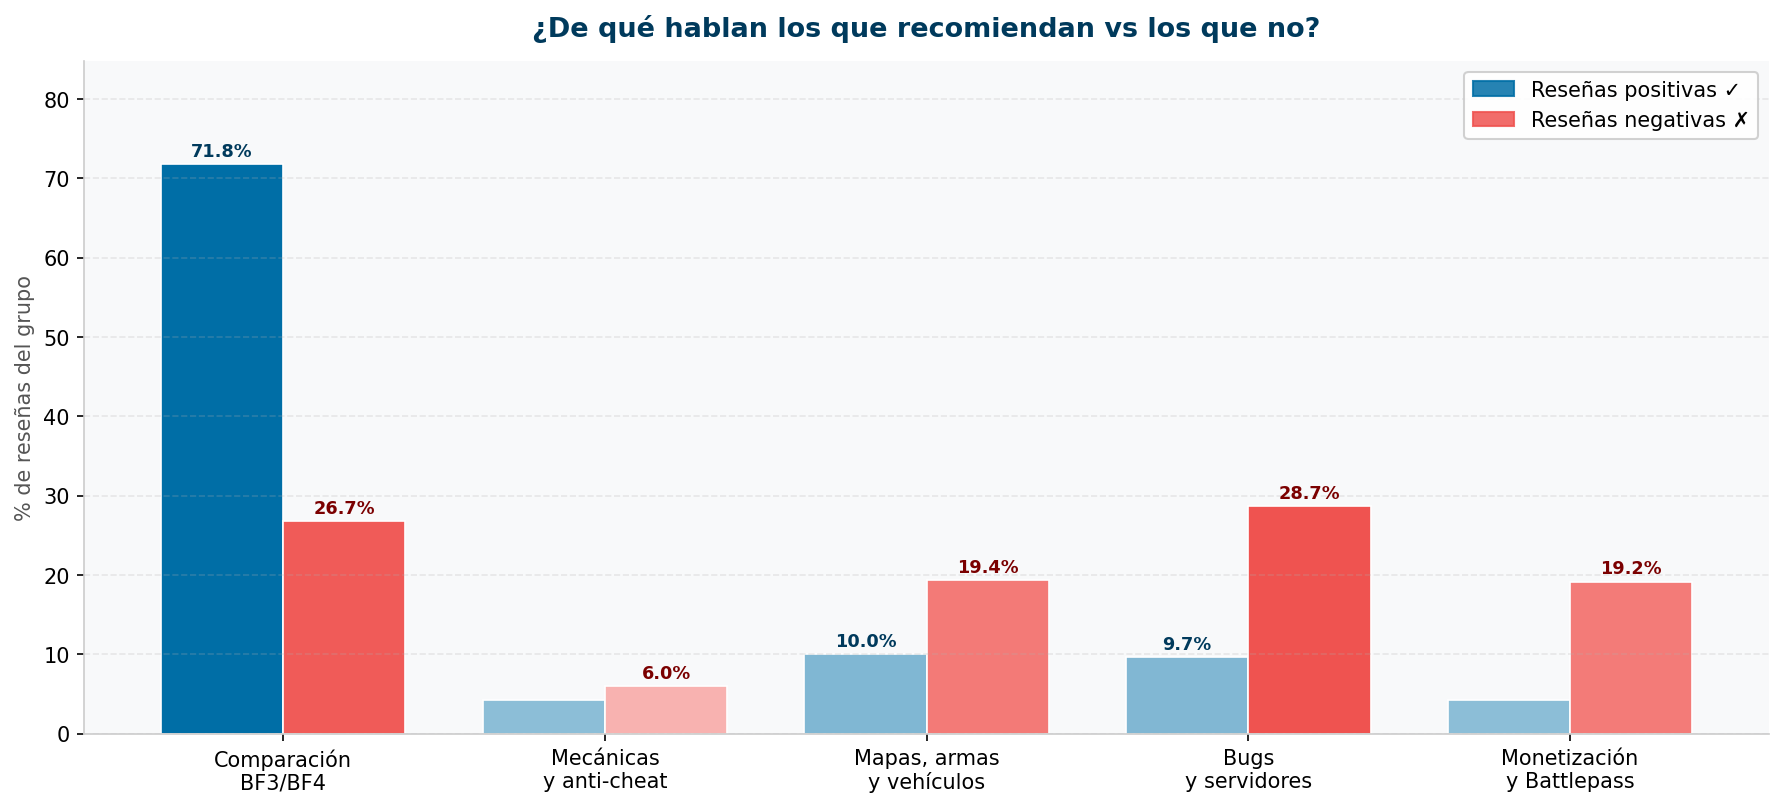 ¿De qué hablan los que recomiendan vs los que no?
Reseñas positivas ✓
Reseñas negativas ✗
% de reseñas del grupo
80
70
60
50
40
30
20
10
0
71.8%
26.7%
6.0%
10.0%
19.4%
9.7%
28.7%
19.2%
Comparación
BF3/BF4
Mecánicas
y anti-cheat
Mapas, armas
y vehículos
Bugs
y servidores
Monetización
y Battlepass